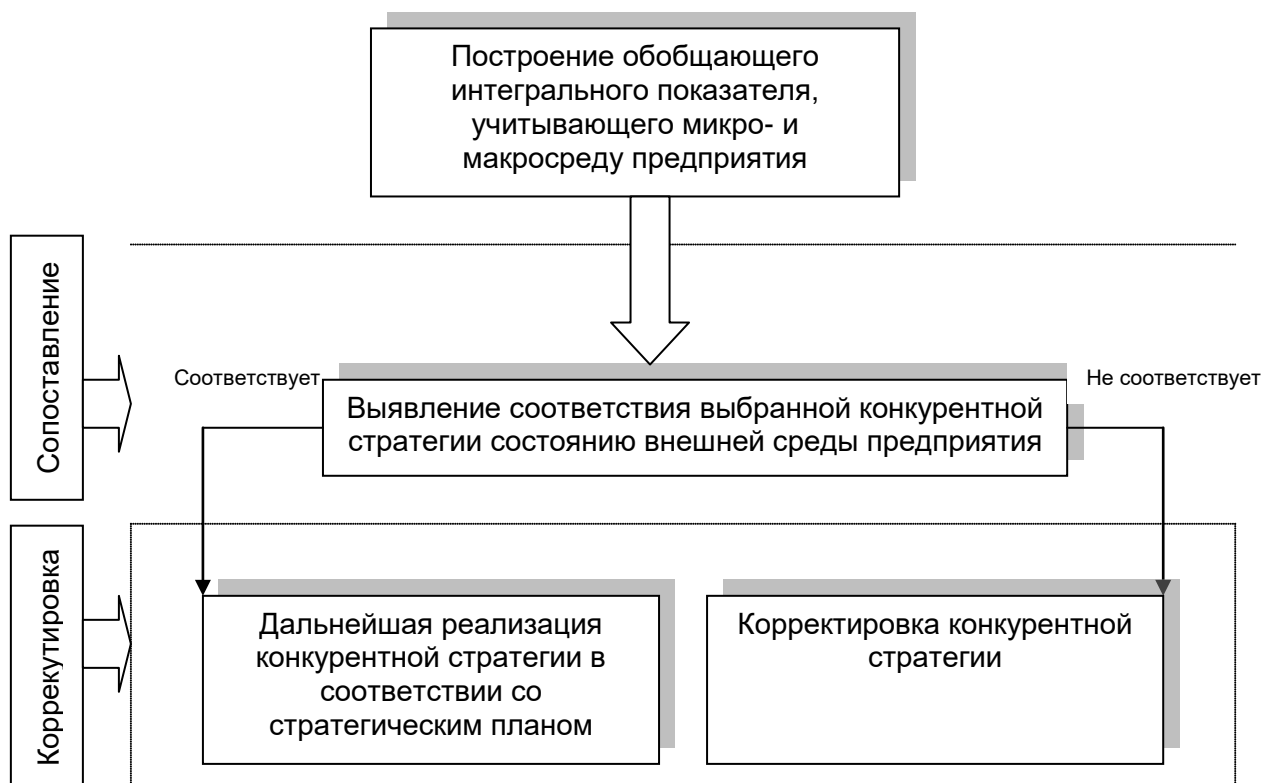 Построение обобщающего
интегрального показателя,
учитывающего микро- и
макросреду предприятия
Сопоставление
Соответствует
Не соответствует
Выявление соответствия выбранной конкурентной
стратегии состоянию внешней среды предприятия
Коррекутировка
Дальнейшая реализация
конкурентной стратегии в
соответствии со
стратегическим планом
Корректировка конкурентной
стратегии